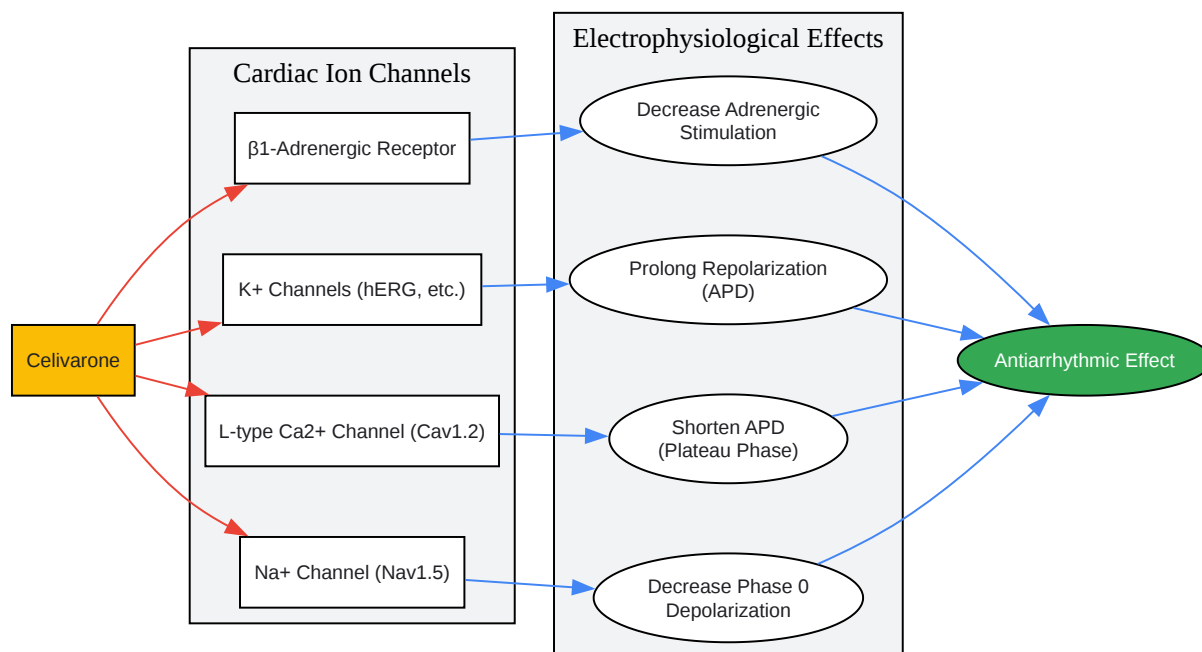 Electrophysiological Effects
Cardiac Ion Channels
Decrease Adrenergic
Stimulation
β1-Adrenergic Receptor
Prolong Repolarization
(APD)
K+ Channels (hERG, etc.)
Celivarone
Antiarrhythmic Effect
L-type Ca2+ Channel (Cav1.2)
Shorten APD
(Plateau Phase)
Na+ Channel (Nav1.5)
Decrease Phase 0
Depolarization